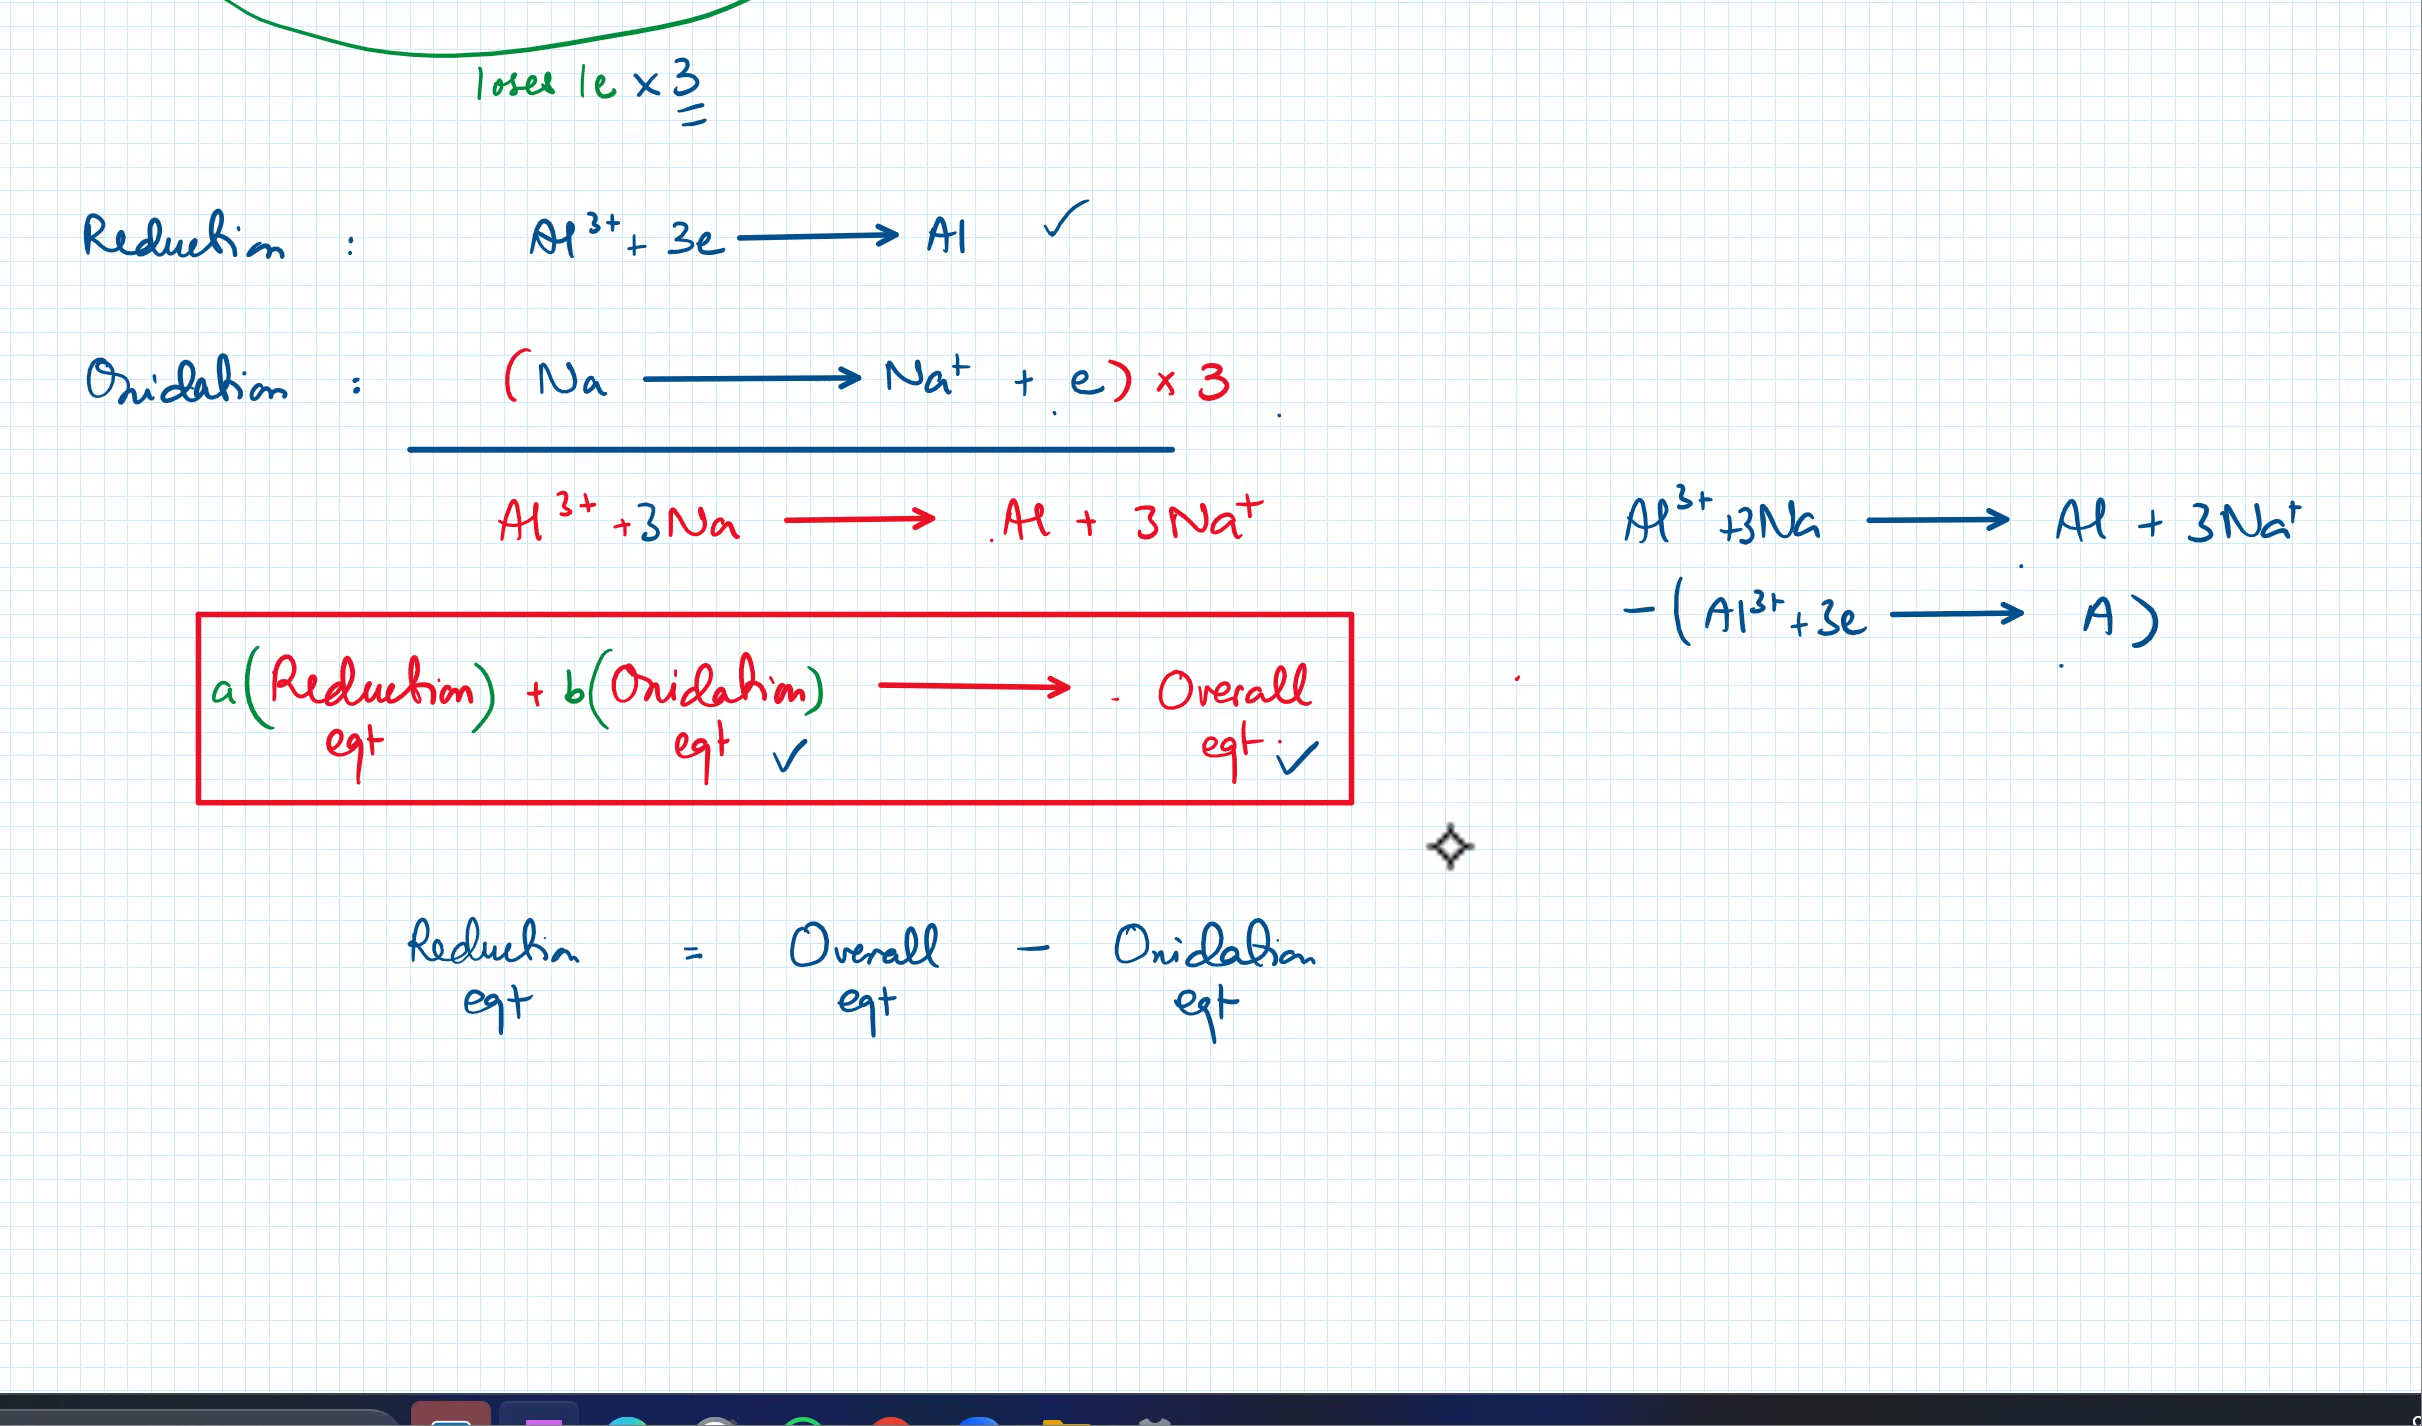 loses 1e x 3
Reduction : Al³⁺ + 3e ⟶ Al ✓
Oxidation : (Na ⟶ Na⁺ + e) x 3
Al³⁺ + 3Na ⟶ Al + 3Na⁺
Al³⁺ + 3Na ⟶ Al + 3Na⁺
- (Al³⁺ + 3e ⟶ A)
a(Reduction) + b(Oxidation) ⟶ Overall
eqt eqt ✓ eqt ✓
Reduction = Overall - Oxidation
eqt eqt eqt